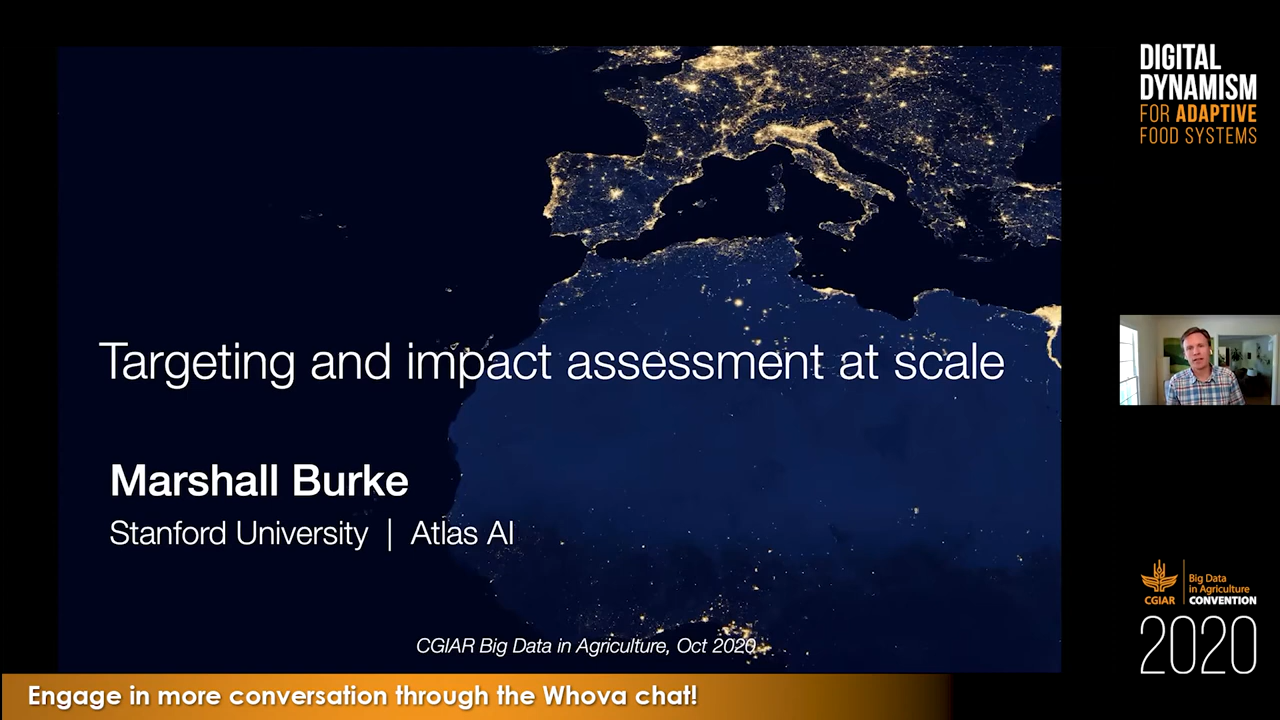 DIGITAL
DYNAMISM
FOR ADAPTIVE
FOOD SYSTEMS
Targeting and impact assessment at scale
Marshall Burke
Stanford University | Atlas AI
CGIAR Big Data in Agriculture, Oct 2020
CGIAR
Big Data
in Agriculture
CONVENTION
2020
Engage in more conversation through the Whova chat!